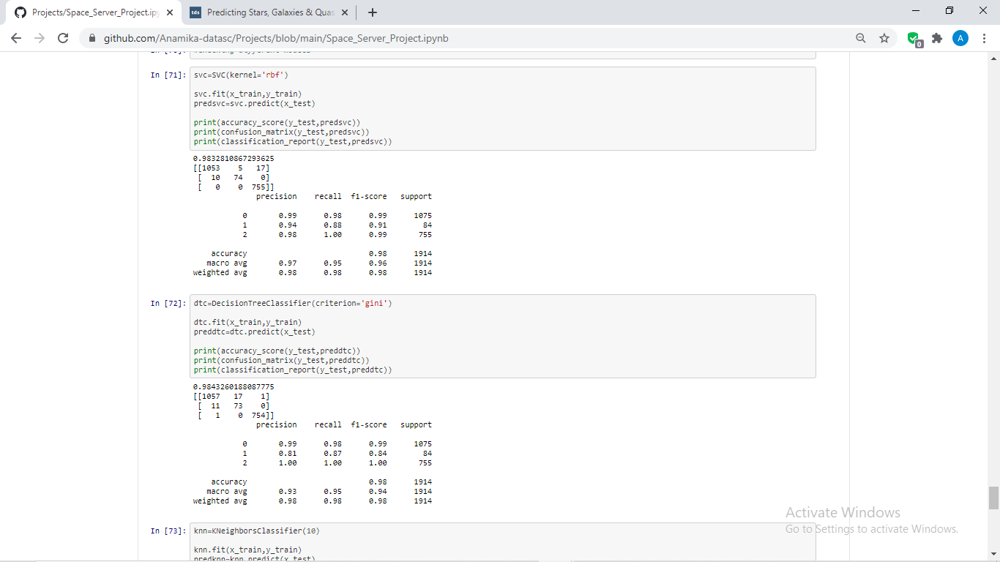 Projects/Space_Server_Project.ipy
tds Predicting Stars, Galaxies & Quas
github.com/Anamika-datasc/Projects/blob/main/Space_Server_Project.ipynb
0
A
In [71]: svc=SVC(kernel='rbf')
svc.fit(x_train,y_train)
predsvc=svc.predict(x_test)
print(accuracy_score(y_test,predsvc))
print(confusion_matrix(y_test,predsvc))
print(classification_report(y_test,predsvc))
0.9832810867293625
[[1053 5 17]
[ 10 74 0]
[ 0 0 755]]
precision recall f1-score support
0 0.99 0.98 0.99 1075
1 0.94 0.88 0.91 84
2 0.98 1.00 0.99 755
accuracy 0.98 1914
macro avg 0.97 0.95 0.96 1914
weighted avg 0.98 0.98 0.98 1914
In [72]: dtc=DecisionTreeClassifier(criterion='gini')
dtc.fit(x_train,y_train)
preddtc=dtc.predict(x_test)
print(accuracy_score(y_test,preddtc))
print(confusion_matrix(y_test,preddtc))
print(classification_report(y_test,preddtc))
0.9843260188087775
[[1057 17 1]
[ 11 73 0]
[ 1 0 754]]
precision recall f1-score support
0 0.99 0.98 0.99 1075
1 0.81 0.87 0.84 84
2 1.00 1.00 1.00 755
accuracy 0.98 1914
macro avg 0.93 0.95 0.94 1914
weighted avg 0.98 0.98 0.98 1914
In [73]: knn=KNeighborsClassifier(10)
knn.fit(x_train,y_train)
predknn=knn.predict(x_test)
Activate Windows
Go to Settings to activate Windows.